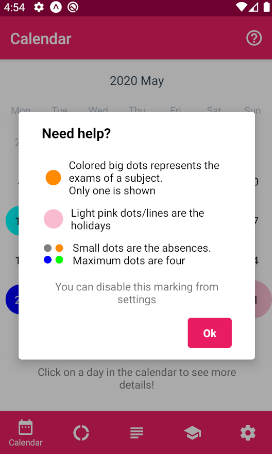 4:54
Calendar
2020 May
Mon Tue Wed Thu Fri Sat Sun
Need help?
Colored big dots represents the
exams of a subject.
Only one is shown
Light pink dots/lines are the
holidays
Small dots are the absences.
Maximum dots are four
You can disable this marking from
settings
Ok
Click on a day in the calendar to see more
details!
Calendar